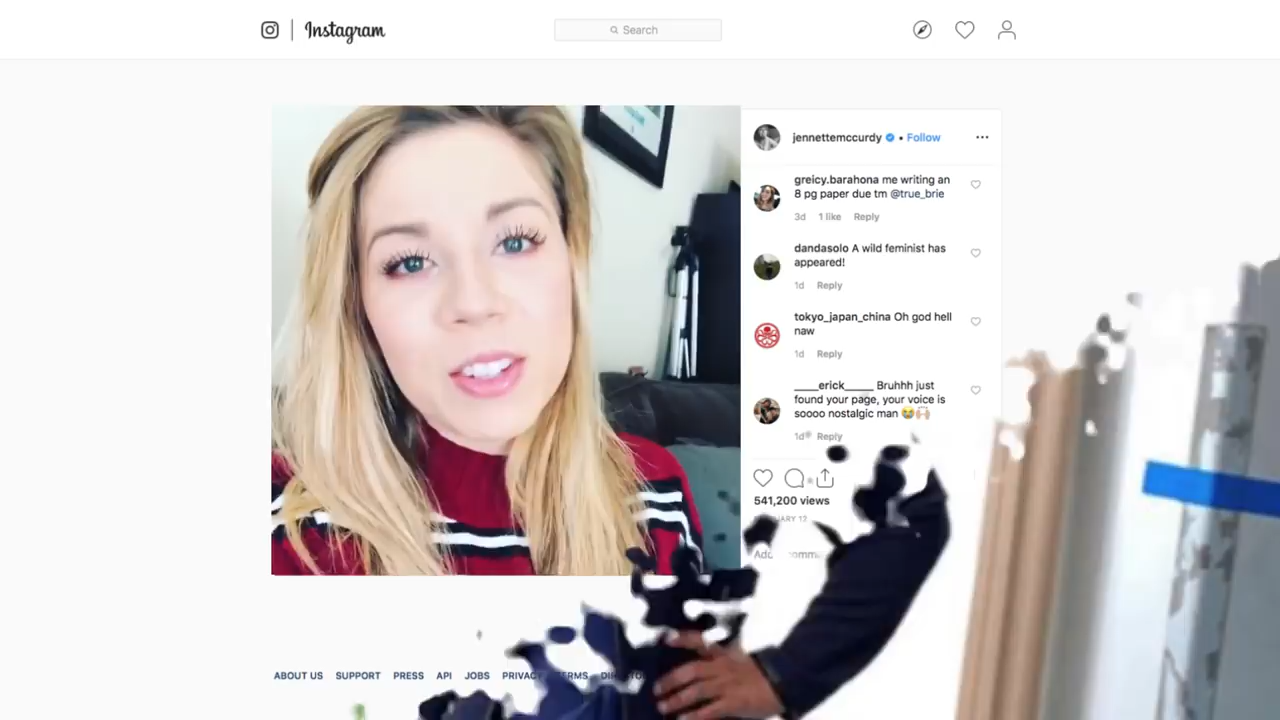 Instagram
Search
jennettemccurdy • Follow
greicy.barahona me writing an
8 pg paper due tm @true_brie
3d 1 like Reply
dandasolo A wild feminist has
appeared!
1d Reply
tokyo_japan_china Oh god hell
naw
1d Reply
____erick_____ Bruhhh just
found your page, your voice is
soooo nostalgic man 😭🙌🏻
1d Reply
541,200 views
ABOUT US SUPPORT PRESS API JOBS